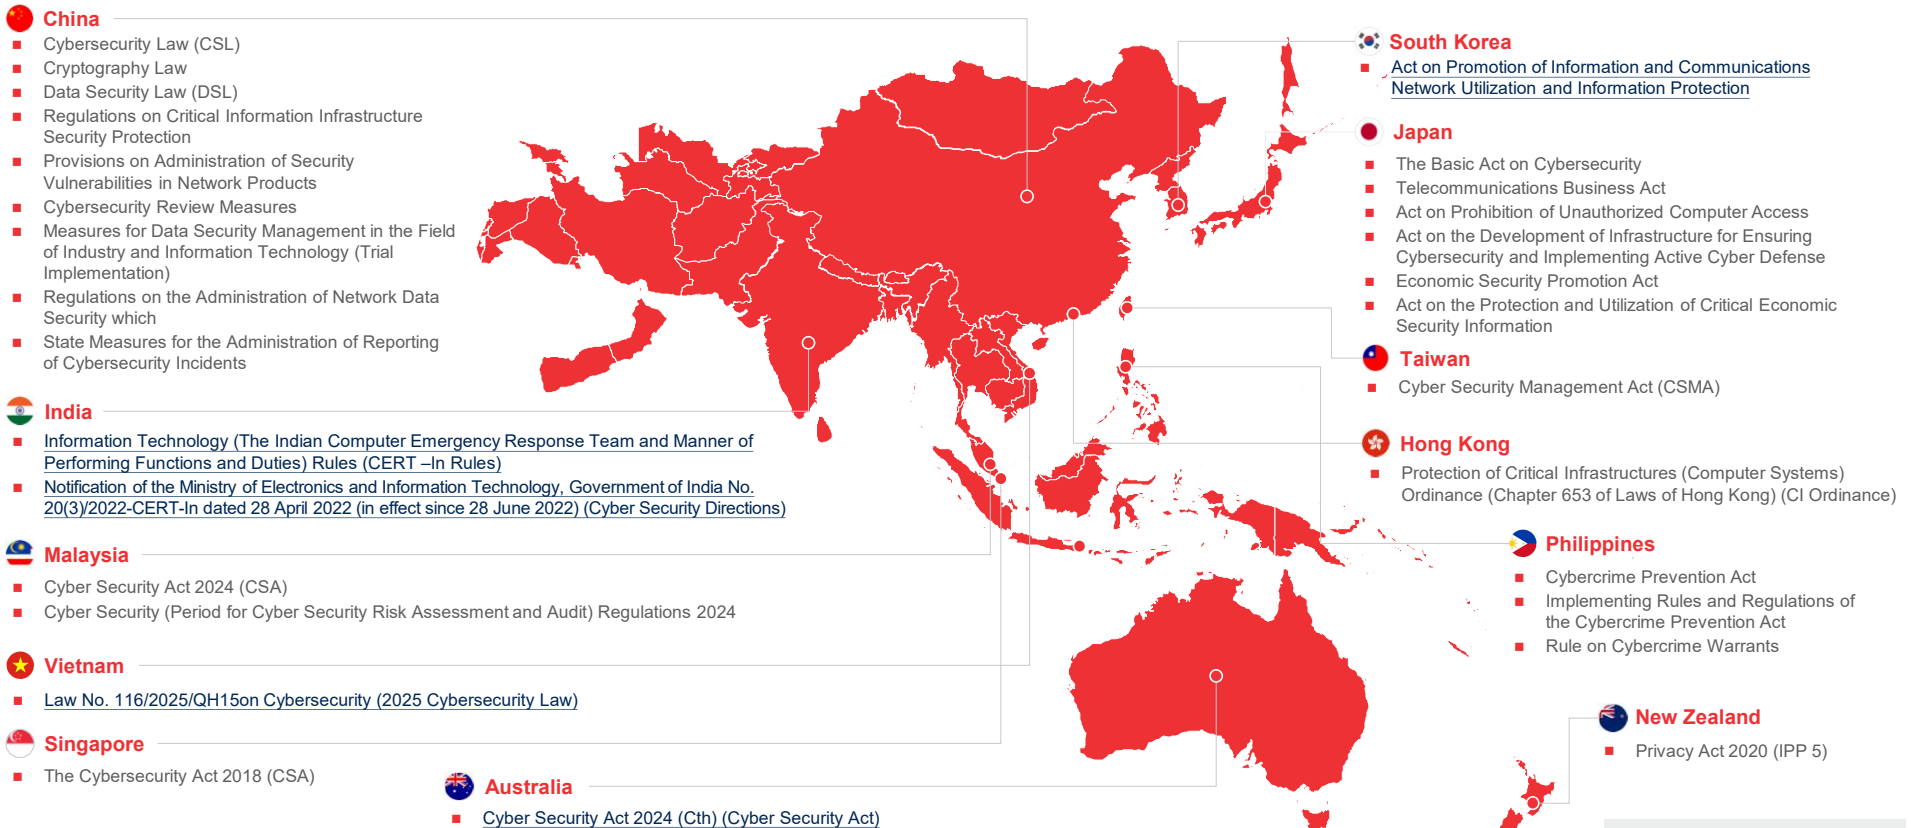 China
Cybersecurity Law (CSL)
Cryptography Law
Data Security Law (DSL)
Regulations on Critical Information Infrastructure
Security Protection
Provisions on Administration of Security
Vulnerabilities in Network Products
Cybersecurity Review Measures
Measures for Data Security Management in the Field
of Industry and Information Technology (Trial
Implementation)
Regulations on the Administration of Network Data
Security which
State Measures for the Administration of Reporting
of Cybersecurity Incidents
India
Information Technology (The Indian Computer Emergency Response Team and Manner of
Performing Functions and Duties) Rules (CERT –In Rules)
Notification of the Ministry of Electronics and Information Technology, Government of India No.
20(3)/2022-CERT-In dated 28 April 2022 (in effect since 28 June 2022) (Cyber Security Directions)
Malaysia
Cyber Security Act 2024 (CSA)
Cyber Security (Period for Cyber Security Risk Assessment and Audit) Regulations 2024
Vietnam
Law No. 116/2025/QH15on Cybersecurity (2025 Cybersecurity Law)
Singapore
The Cybersecurity Act 2018 (CSA)
Australia
Cyber Security Act 2024 (Cth) (Cyber Security Act)
South Korea
Act on Promotion of Information and Communications
Network Utilization and Information Protection
Japan
The Basic Act on Cybersecurity
Telecommunications Business Act
Act on Prohibition of Unauthorized Computer Access
Act on the Development of Infrastructure for Ensuring
Cybersecurity and Implementing Active Cyber Defense
Economic Security Promotion Act
Act on the Protection and Utilization of Critical Economic
Security Information
Taiwan
Cyber Security Management Act (CSMA)
Hong Kong
Protection of Critical Infrastructures (Computer Systems)
Ordinance (Chapter 653 of Laws of Hong Kong) (CI Ordinance)
Philippines
Cybercrime Prevention Act
Implementing Rules and Regulations of
the Cybercrime Prevention Act
Rule on Cybercrime Warrants
New Zealand
Privacy Act 2020 (IPP 5)